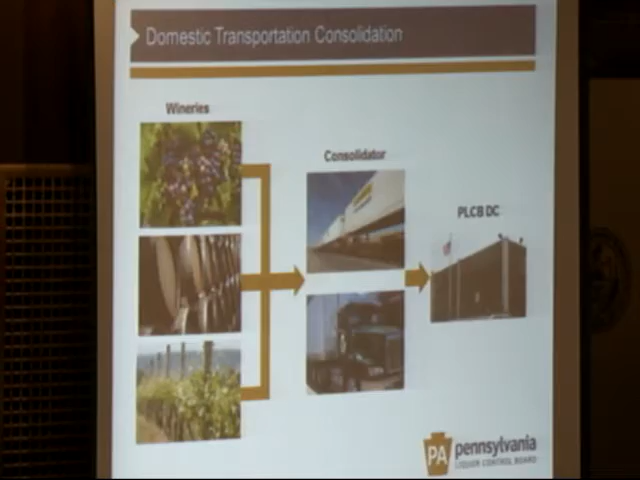 Domestic Transportation Consolidation
Wineries
Consolidator
PLCB DC
PA
pennsylvania
LIQUOR CONTROL BOARD